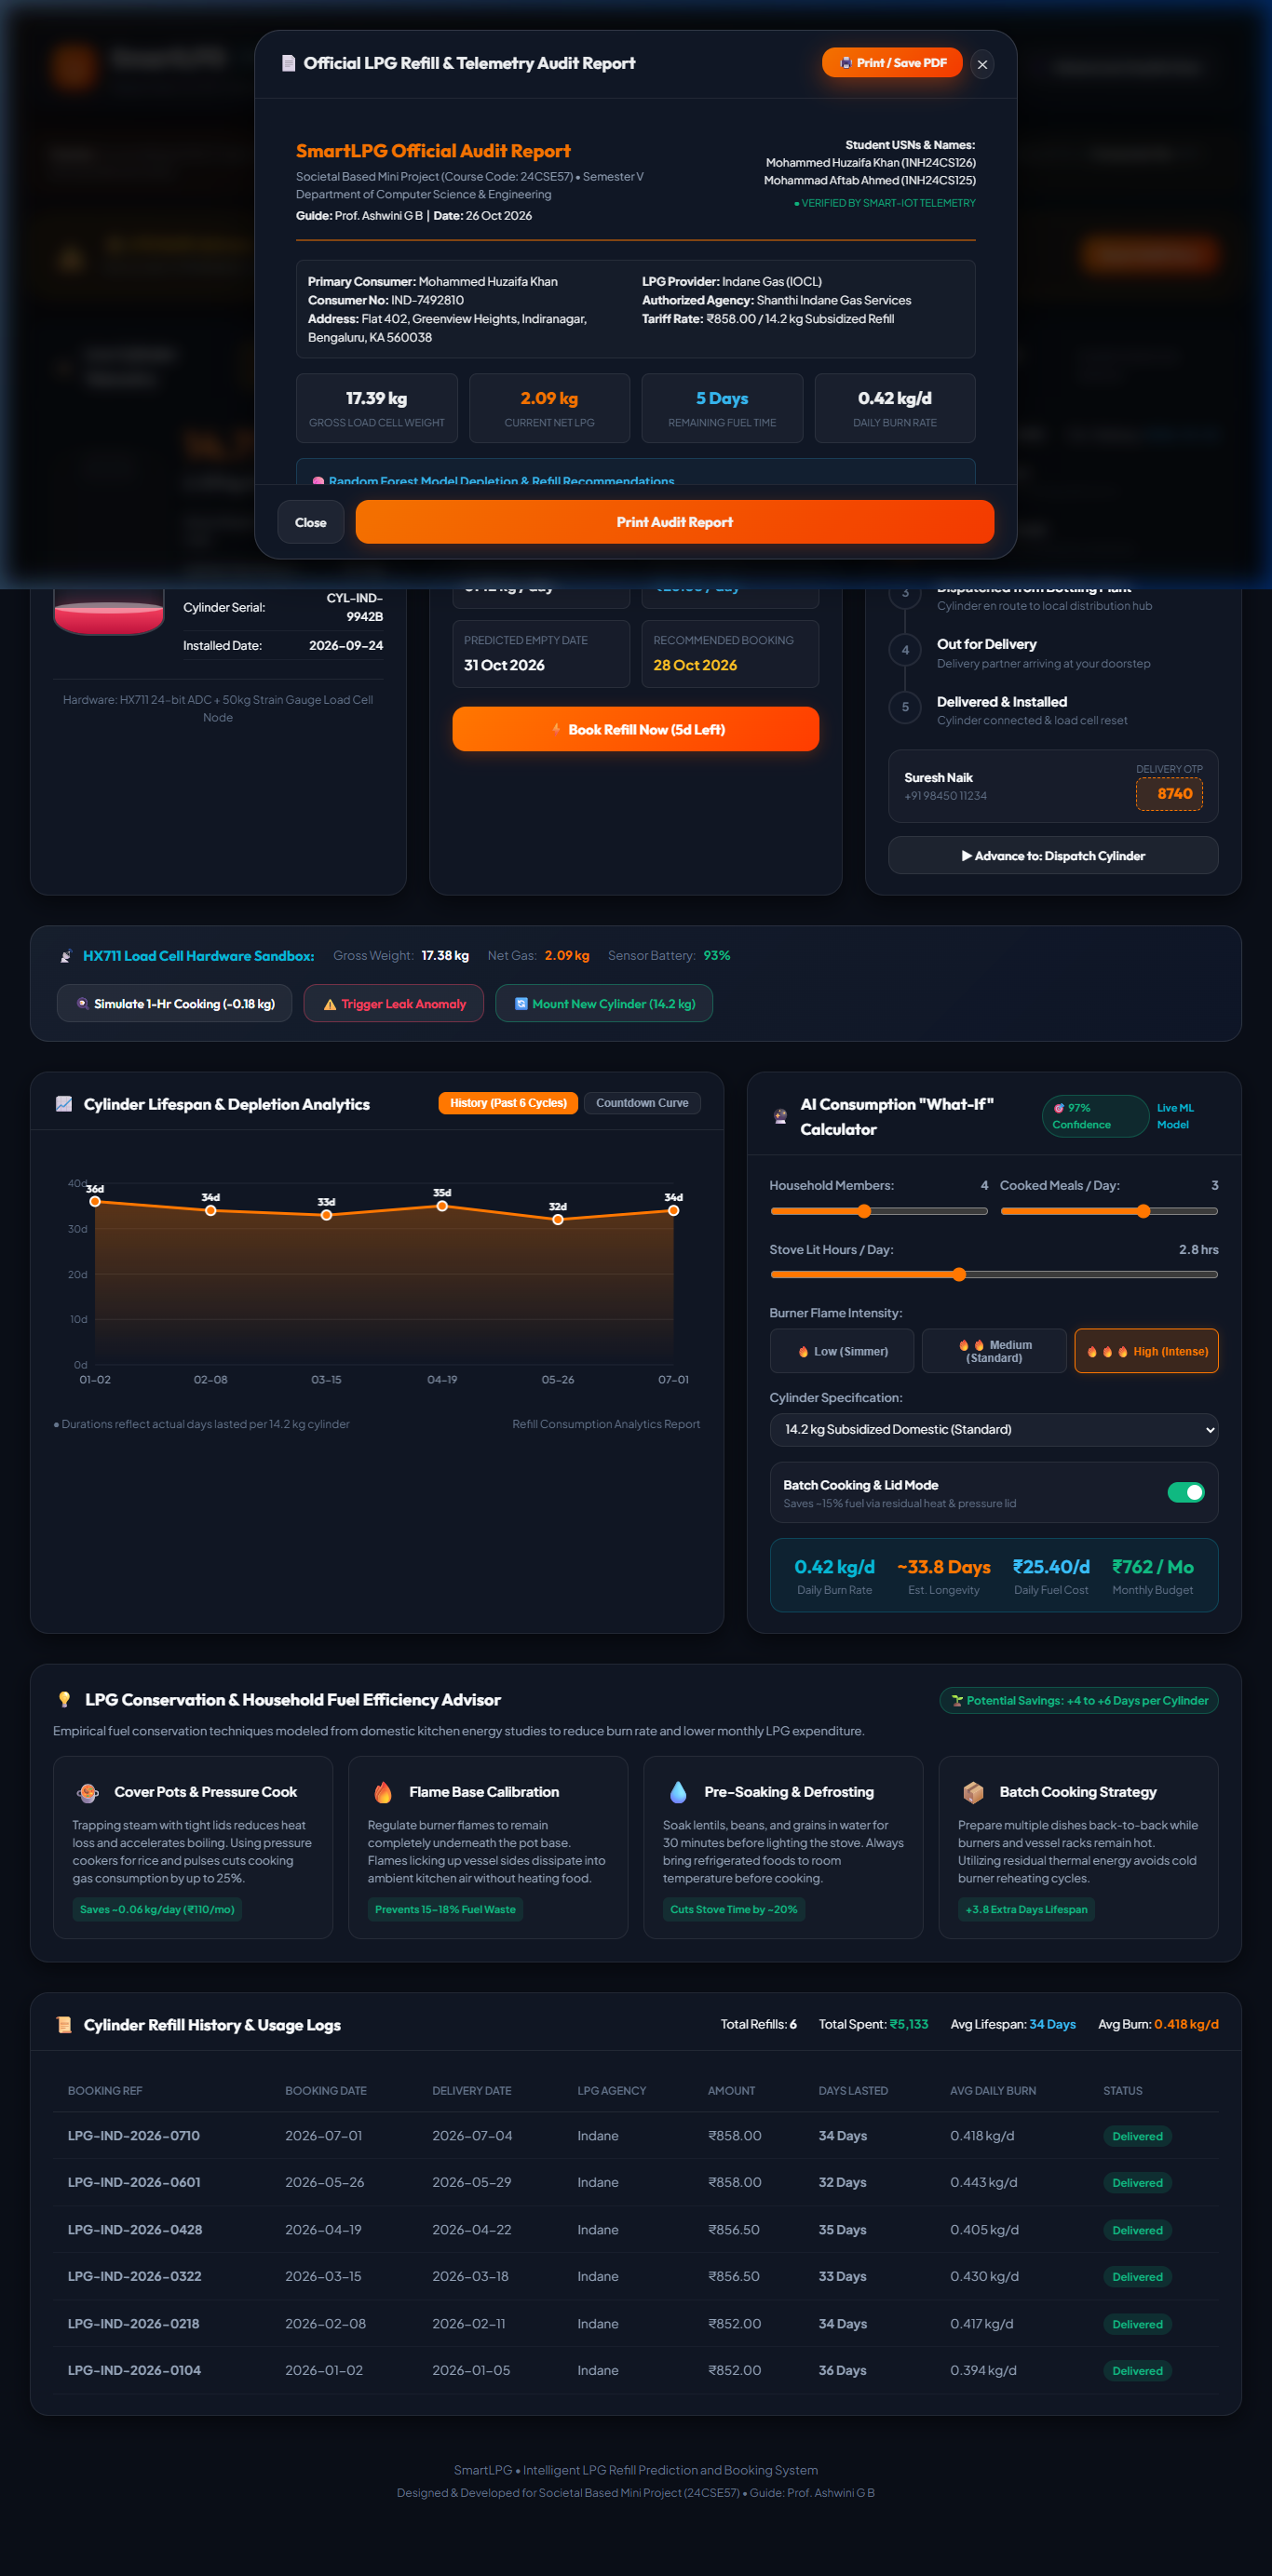 Official LPG Refill & Telemetry Audit Report
Print / Save PDF
×
SmartLPG Official Audit Report
Societal Based Mini Project (Course Code: 24CSE57) • Semester V
Department of Computer Science & Engineering
Guide: Prof. Ashwini G B | Date: 26 Oct 2026
Student USNs & Names:
Mohammed Huzaifa Khan (1NH24CS126)
Mohammad Aftab Ahmed (1NH24CS125)
● VERIFIED BY SMART-IOT TELEMETRY
Primary Consumer: Mohammed Huzaifa Khan
Consumer No: IND-7492810
Address: Flat 402, Greenview Heights, Indiranagar,
Bengaluru, KA 560038
LPG Provider: Indane Gas (IOCL)
Authorized Agency: Shanthi Indane Gas Services
Tariff Rate: ₹858.00 / 14.2 kg Subsidized Refill
17.39 kg
GROSS LOAD CELL WEIGHT
2.09 kg
CURRENT NET LPG
5 Days
REMAINING FUEL TIME
0.42 kg/d
DAILY BURN RATE
Random Forest Model Depletion & Refill Recommendations
Close
Print Audit Report
Cylinder Serial:
CYL-IND-
9942B
Installed Date:
2026-09-24
Hardware: HX711 24-bit ADC + 50kg Strain Gauge Load Cell
Node
PREDICTED EMPTY DATE
31 Oct 2026
RECOMMENDED BOOKING
28 Oct 2026
Book Refill Now (5d Left)
3
Dispatched from Bottling Plant
Cylinder en route to local distribution hub
4
Out for Delivery
Delivery partner arriving at your doorstep
5
Delivered & Installed
Cylinder connected & load cell reset
Suresh Naik
+91 98450 11234
DELIVERY OTP
8740
▶ Advance to: Dispatch Cylinder
HX711 Load Cell Hardware Sandbox:
Gross Weight: 17.38 kg
Net Gas: 2.09 kg
Sensor Battery: 93%
Simulate 1-Hr Cooking (-0.18 kg)
Trigger Leak Anomaly
Mount New Cylinder (14.2 kg)
Cylinder Lifespan & Depletion Analytics
History (Past 6 Cycles)
Countdown Curve
40d
30d
20d
10d
0d
36d
34d
33d
35d
32d
34d
01-02
02-08
03-15
04-19
05-26
07-01
● Durations reflect actual days lasted per 14.2 kg cylinder
Refill Consumption Analytics Report
AI Consumption "What-If"
Calculator
97%
Confidence
Live ML
Model
Household Members: 4
Cooked Meals / Day: 3
Stove Lit Hours / Day: 2.8 hrs
Burner Flame Intensity:
Low (Simmer)
Medium
(Standard)
High (Intense)
Cylinder Specification:
14.2 kg Subsidized Domestic (Standard)
Batch Cooking & Lid Mode
Saves ~15% fuel via residual heat & pressure lid
0.42 kg/d
Daily Burn Rate
~33.8 Days
Est. Longevity
₹25.40/d
Daily Fuel Cost
₹762 / Mo
Monthly Budget
LPG Conservation & Household Fuel Efficiency Advisor
Potential Savings: +4 to +6 Days per Cylinder
Empirical fuel conservation techniques modeled from domestic kitchen energy studies to reduce burn rate and lower monthly LPG expenditure.
Cover Pots & Pressure Cook
Trapping steam with tight lids reduces heat
loss and accelerates boiling. Using pressure
cookers for rice and pulses cuts cooking
gas consumption by up to 25%.
Saves ~0.06 kg/day (₹110/mo)
Flame Base Calibration
Regulate burner flames to remain
completely underneath the pot base.
Flames licking up vessel sides dissipate into
ambient kitchen air without heating food.
Prevents 15-18% Fuel Waste
Pre-Soaking & Defrosting
Soak lentils, beans, and grains in water for
30 minutes before lighting the stove. Always
bring refrigerated foods to room
temperature before cooking.
Cuts Stove Time by ~20%
Batch Cooking Strategy
Prepare multiple dishes back-to-back while
burners and vessel racks remain hot.
Utilizing residual thermal energy avoids cold
burner reheating cycles.
+3.8 Extra Days Lifespan
Cylinder Refill History & Usage Logs
Total Refills: 6
Total Spent: ₹5,133
Avg Lifespan: 34 Days
Avg Burn: 0.418 kg/d
BOOKING REF BOOKING DATE DELIVERY DATE LPG AGENCY AMOUNT DAYS LASTED AVG DAILY BURN STATUS
LPG-IND-2026-0710 2026-07-01 2026-07-04 Indane ₹858.00 34 Days 0.418 kg/d Delivered
LPG-IND-2026-0601 2026-05-26 2026-05-29 Indane ₹858.00 32 Days 0.443 kg/d Delivered
LPG-IND-2026-0428 2026-04-19 2026-04-22 Indane ₹856.50 35 Days 0.405 kg/d Delivered
LPG-IND-2026-0322 2026-03-15 2026-03-18 Indane ₹856.50 33 Days 0.430 kg/d Delivered
LPG-IND-2026-0218 2026-02-08 2026-02-11 Indane ₹852.00 34 Days 0.417 kg/d Delivered
LPG-IND-2026-0104 2026-01-02 2026-01-05 Indane ₹852.00 36 Days 0.394 kg/d Delivered
SmartLPG • Intelligent LPG Refill Prediction and Booking System
Designed & Developed for Societal Based Mini Project (24CSE57) • Guide: Prof. Ashwini G B